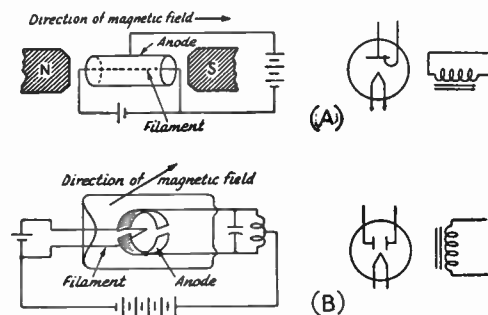 Direction of magnetic field
Anode
N
S
Filament
(A)
Direction of magnetic field
Filament
Anode
(B)